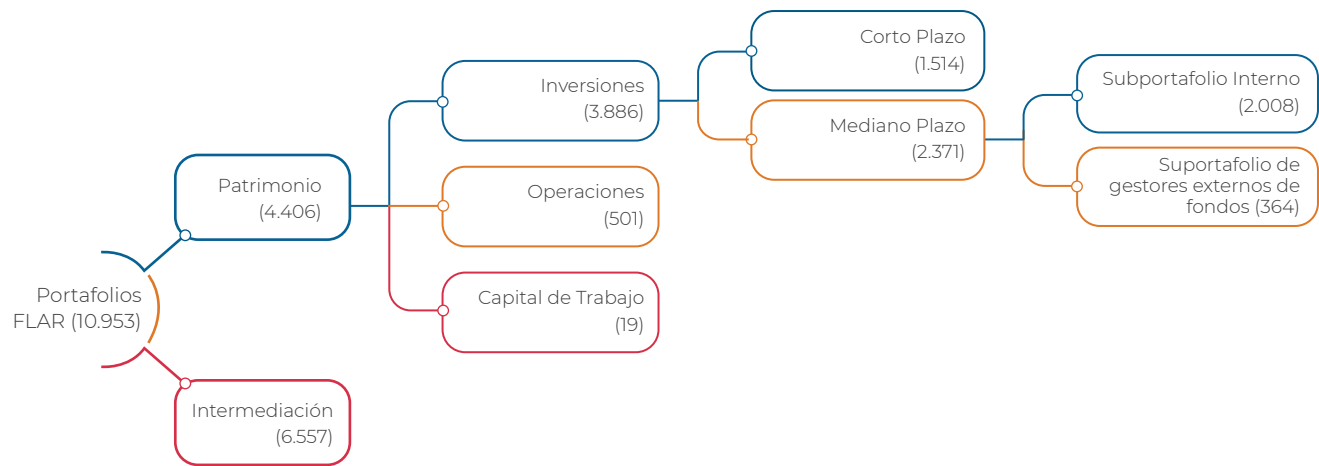 Portafolios
FLAR (10.953)
Patrimonio
(4.406)
Intermediación
(6.557)
Inversiones
(3.886)
Operaciones
(501)
Capital de Trabajo
(19)
Corto Plazo
(1.514)
Mediano Plazo
(2.371)
Subportafolio Interno
(2.008)
Suportafolio de
gestores externos de
fondos (364)